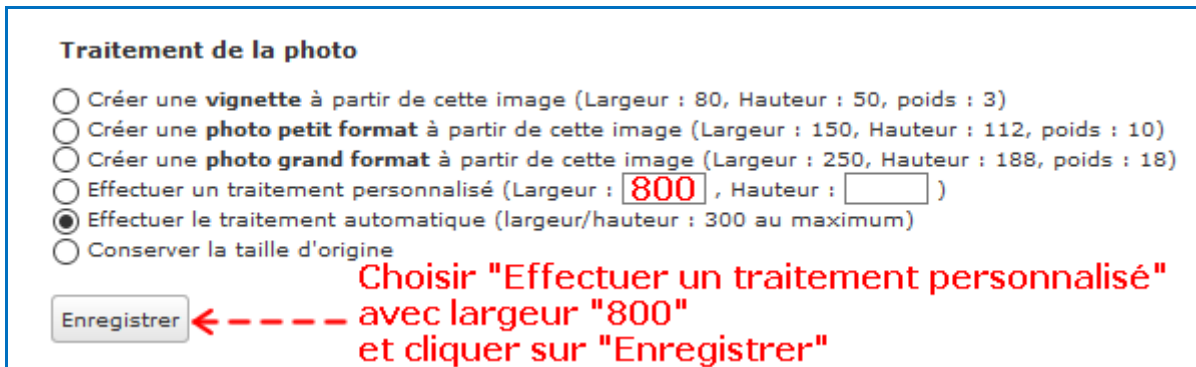 Traitement de la photo
Créer une vignette à partir de cette image (Largeur : 80, Hauteur : 50, poids : 3)
Créer une photo petit format à partir de cette image (Largeur : 150, Hauteur : 112, poids : 10)
Créer une photo grand format à partir de cette image (Largeur : 250, Hauteur : 188, poids : 18)
Effectuer un traitement personnalisé (Largeur : 800 , Hauteur : )
Effectuer le traitement automatique (largeur/hauteur : 300 au maximum)
Conserver la taille d'origine
Choisir "Effectuer un traitement personnalisé"
Enregistrer avec largeur "800"
et cliquer sur "Enregistrer"